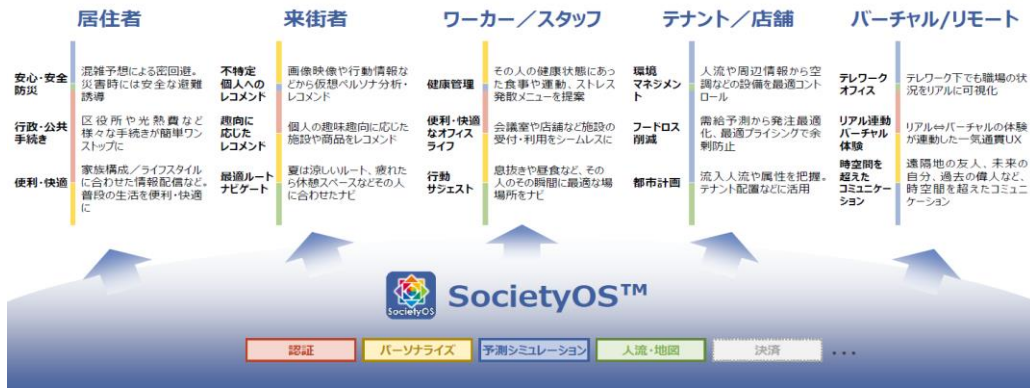 居住者
安心・安全
防災
混雑予想による密回避。
災害時には安全な避難
誘導
行政・公共
手続き
区役所や光熱費など
様々な手続きが簡単ワン
ストップに
便利・快適
家族構成／ライフスタイル
に合わせた情報配信など。
普段の生活を便利・快適
に
来街者
不特定
個人への
レコメンド
画像映像や行動情報な
どから仮想ペルソナ分析・
レコメンド
趣向に
応じた
レコメンド
個人の趣味趣向に応じた
施設や商品をレコメンド
最適ルート
ナビゲート
夏は涼しいルート、疲れた
ら休憩スペースなどその人
に合わせたナビ
ワーカー／スタッフ
健康管理
その人の健康状態にあっ
た食事や運動、ストレス
発散メニューを提案
便利・快適
なオフィス
ライフ
会議室や店舗など施設の
受付・利用をシームレスに
行動
サジェスト
息抜きや昼食など、その
人のその瞬間に最適な場
場所をナビ
テナント／店舗
環境
マネジメン
ト
人流や周辺情報から空
調などの設備を最適コント
ロール
フードロス
削減
需給予測から発注最適
化、最適プライシングで余
剰防止
都市計画
流入人流や属性を把握。
テナント配置などに活用
バーチャル/リモート
テレワーク
オフィス
テレワーク下でも職場の状
況をリアルに可視化
リアル連動
バーチャル
体験
リアル⇔バーチャルの体験
が連動した一気通貫UX
時空間を
超えた
コミュニケー
ション
遠隔地の友人、未来の
自分、過去の偉人など、
時空間を超えたコミュニ
ケーション
SocietyOS
SocietyOS™
認証
パーソナライズ
予測シミュレーション
人流・地図
決済
・・・